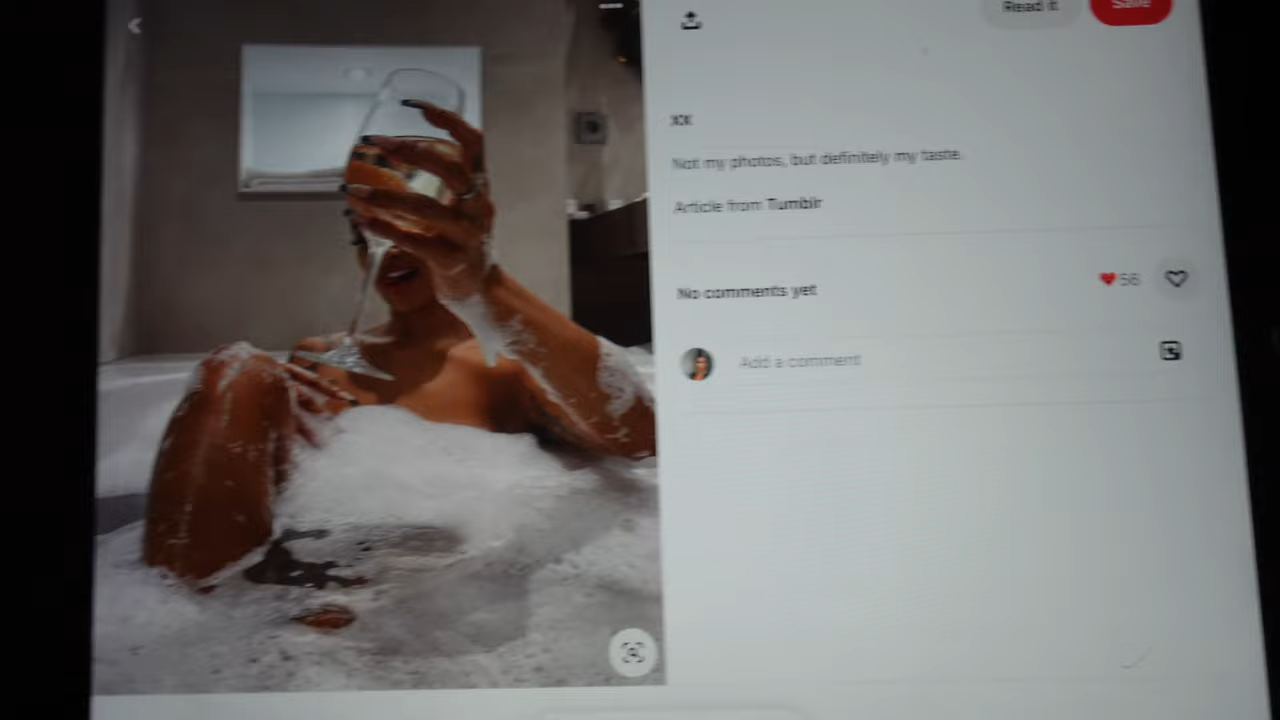 Read it
Save
xx
Not my photos, but definitely my taste.
Article from Tumblr
No comments yet
56
Add a comment